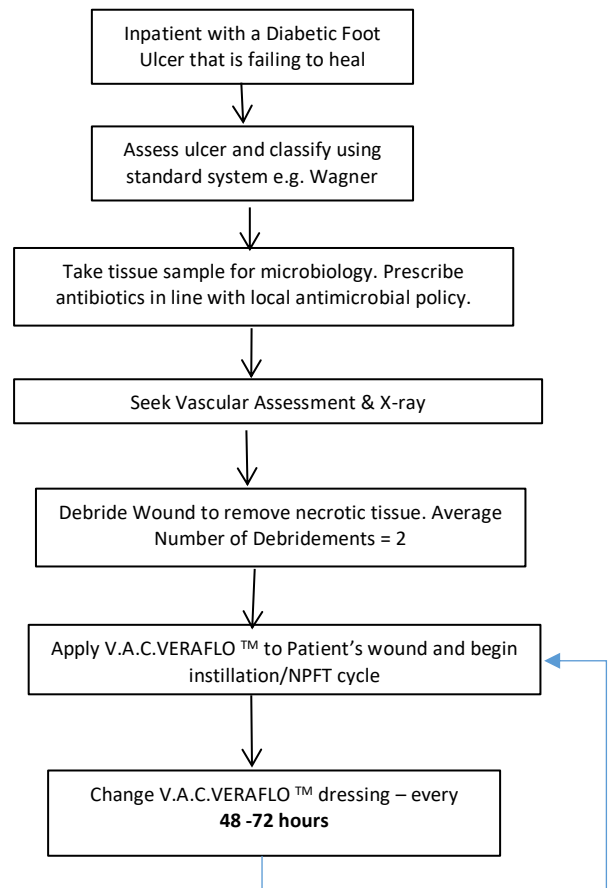 Inpatient with a Diabetic Foot
Ulcer that is failing to heal
Assess ulcer and classify using
standard system e.g. Wagner
Take tissue sample for microbiology. Prescribe
antibiotics in line with local antimicrobial policy.
Seek Vascular Assessment & X-ray
Debride Wound to remove necrotic tissue. Average
Number of Debridements = 2
Apply V.A.C.VERAFLO ™ to Patient’s wound and begin
instillation/NPFT cycle
Change V.A.C.VERAFLO ™ dressing – every
48 -72 hours